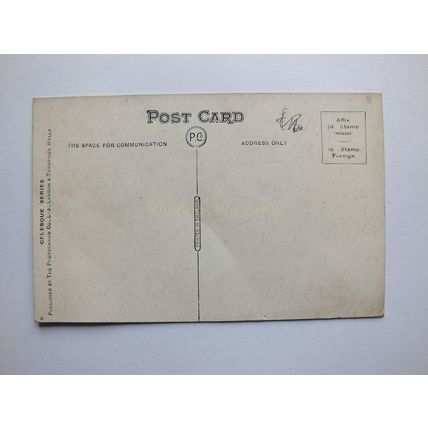 POST CARD
P.C.
THIS SPACE FOR COMMUNICATION
ADDRESS ONLY
Affix
½d. stamp
Inland
1d. stamp
Foreign
CELESQUE SERIES
PUBLISHED BY THE PHOTOCHROM CO., LTD., LONDON & TUNBRIDGE WELLS
Postcards